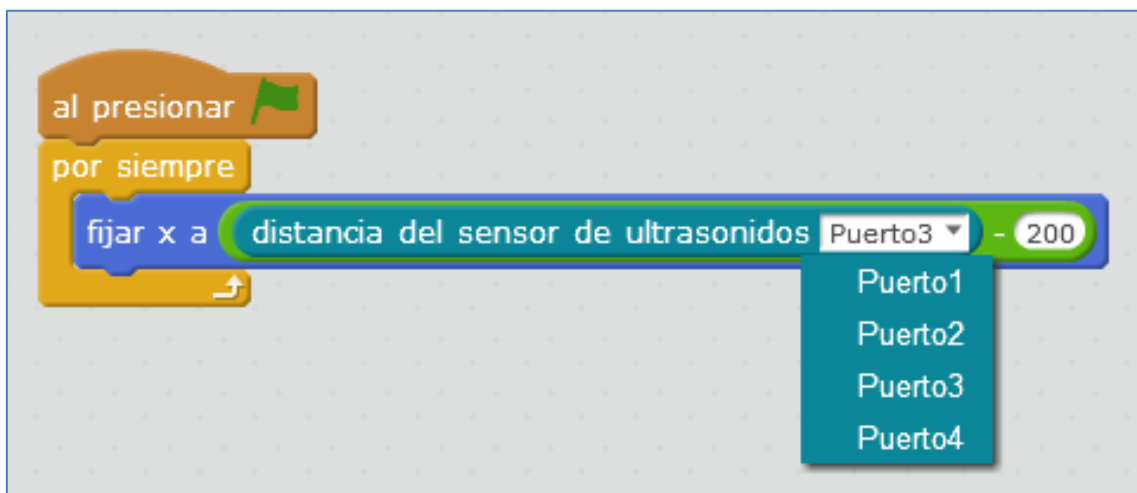 al presionar
por siempre
fijar x a distancia del sensor de ultrasonidos Puerto3 - 200
Puerto1
Puerto2
Puerto3
Puerto4